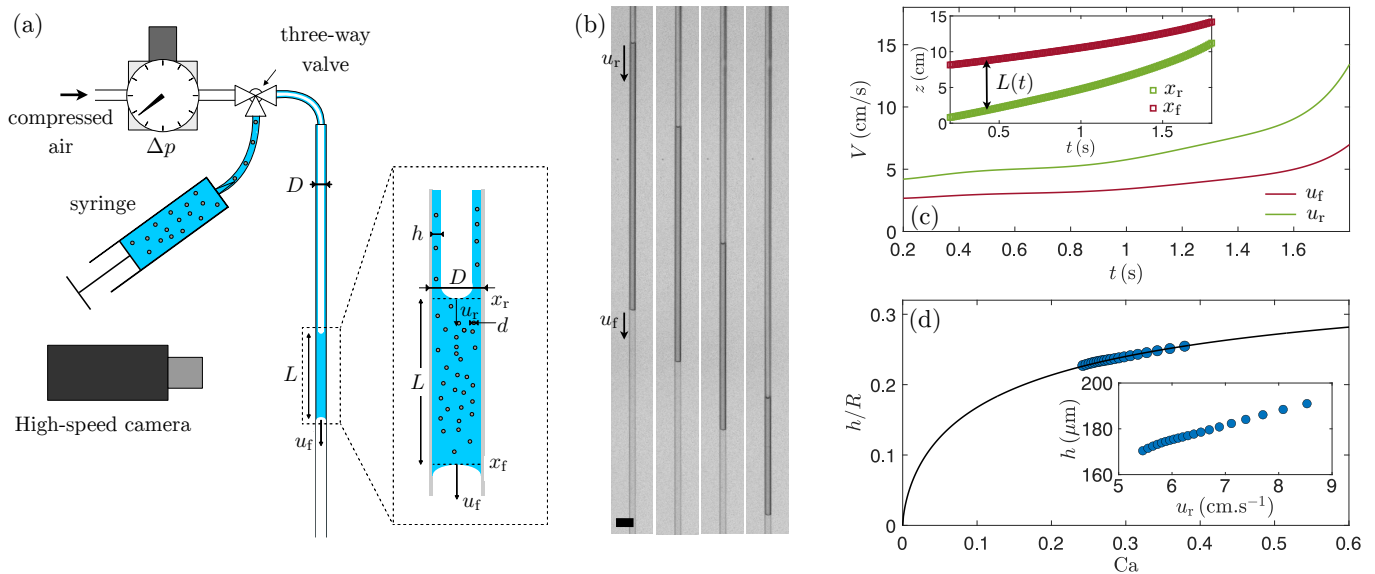 (a)
three-way
valve
compressed
air
Δp
D
syringe
h
D
x_r
u_r
d
L
L
High-speed camera
u_f
x_f
u_f
(b)
u_r
u_f
(c)
V (cm/s)
15
10
5
0
0.2 0.4 0.6 0.8 1 1.2 1.4 1.6
t (s)
z (cm)
15
10
5
0
0.5 1 1.5
t (s)
L(t)
x_r
x_f
u_f
u_r
(d)
h/R
0.3
0.2
0.1
0
0 0.1 0.2 0.3 0.4 0.5 0.6
Ca
h (μm)
200
180
160
5 6 7 8 9
u_r (cm.s⁻¹)